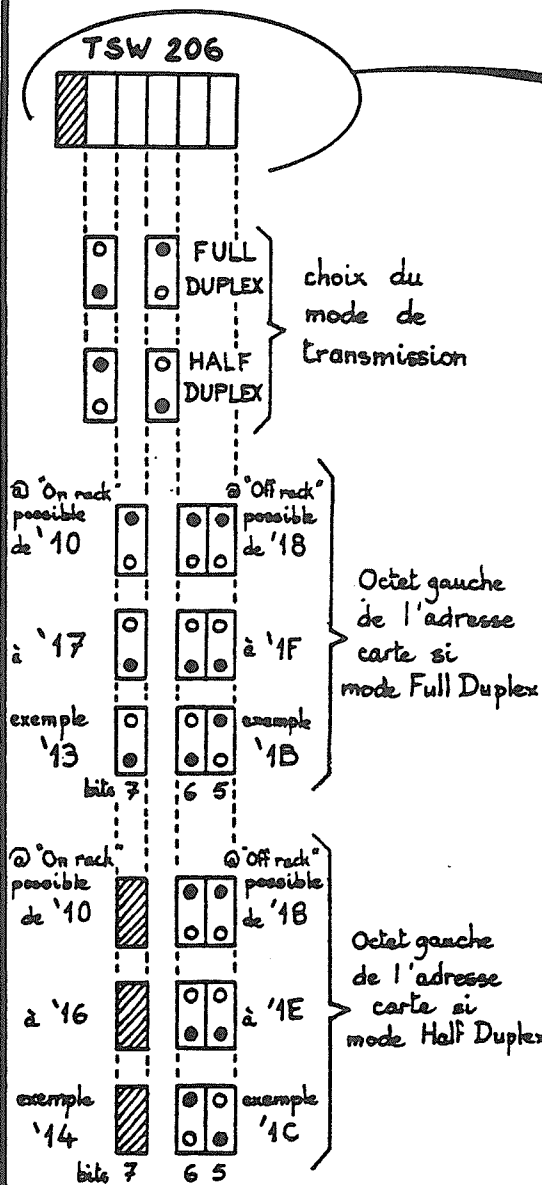 TSW 206
FULL
DUPLEX
choix du
mode de
transmission
HALF
DUPLEX
@ "On rack"
possible
de '10
@ "Off rack"
possible
de '18
à '17
à '1F
Octet gauche
de l'adresse
carte si
mode Full Duplex
exemple
'13
exemple
'1B
bits 7 6 5
@ "On rack"
possible
de '10
@ "Off rack"
possible
de '18
à '16
à '1E
Octet gauche
de l'adresse
carte si
mode Half Duplex
exemple
'14
exemple
'1C
bits 7 6 5